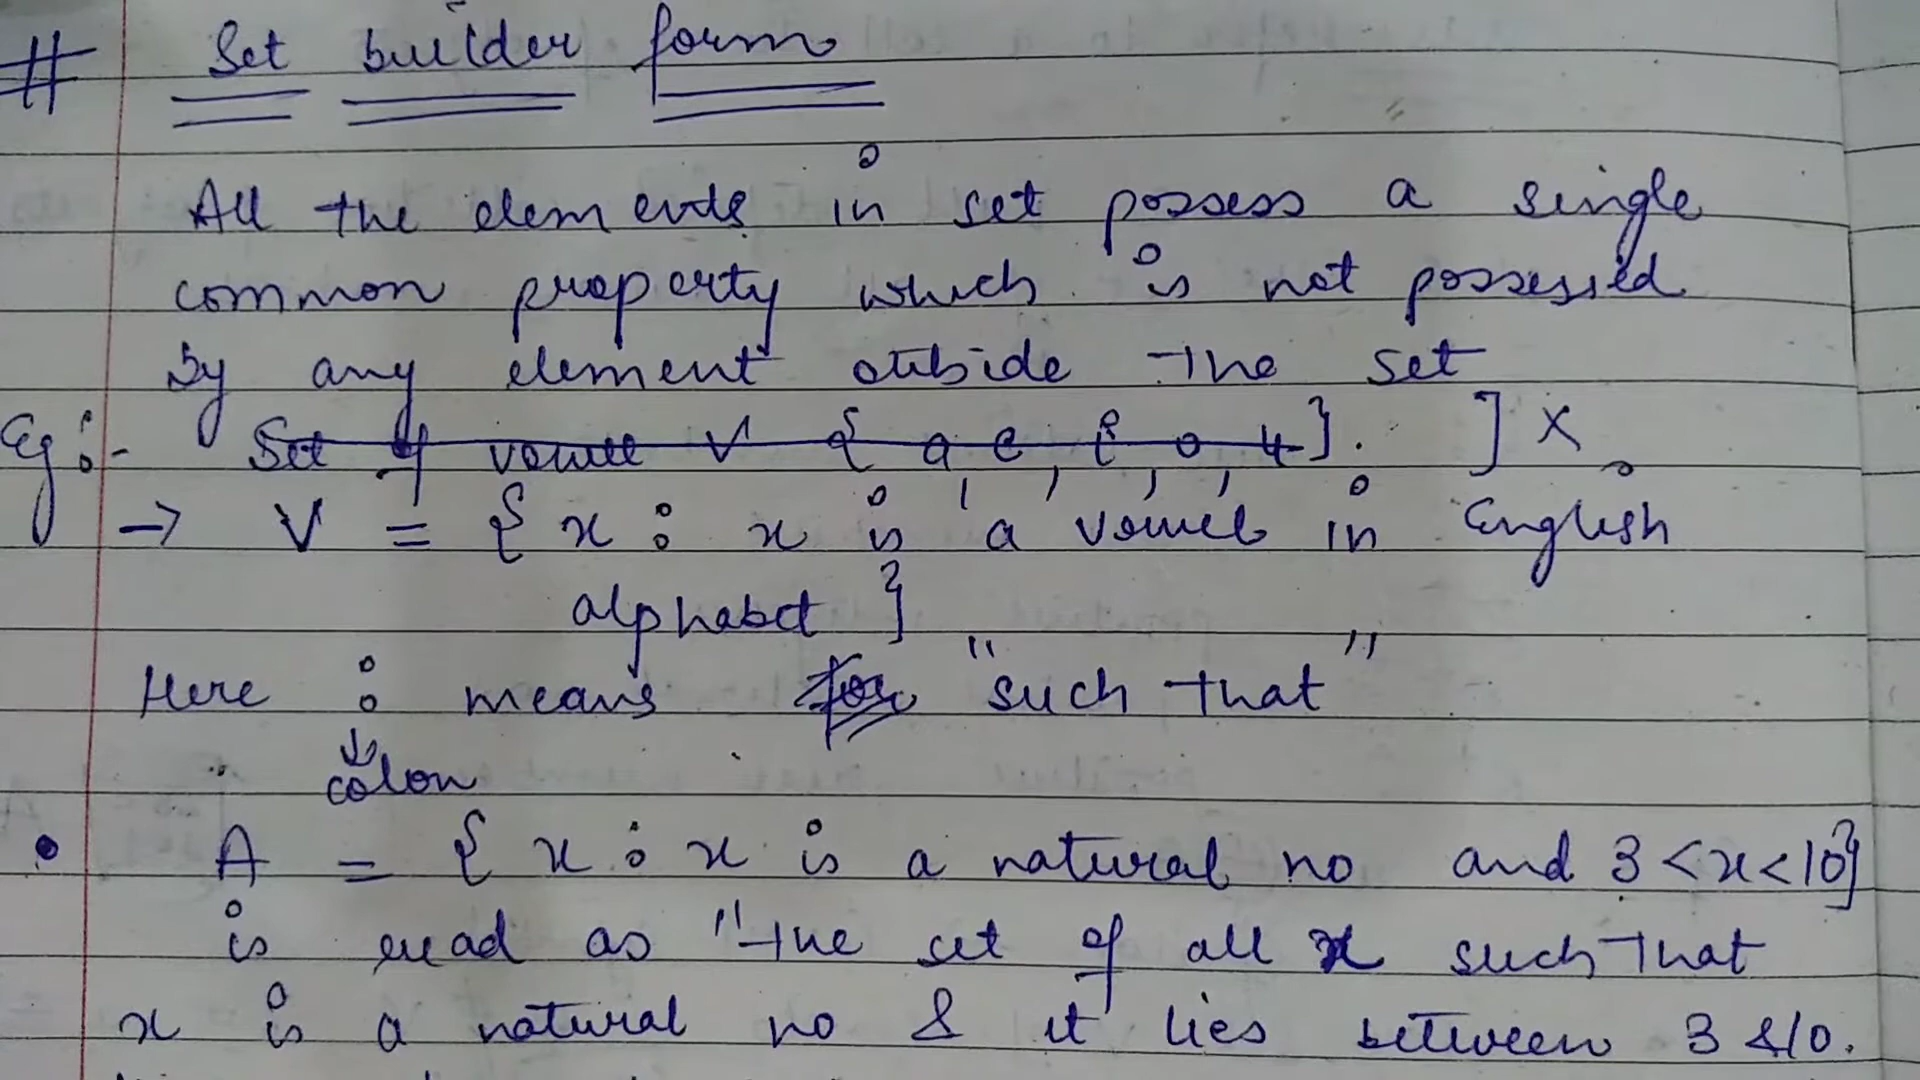 # Set builder form
All the elements in set possess a single
common property which is not possessed
by any element outside the set
Eg:- Set of vowel V { a, e, i, o, u }. ] X
→ V = { x : x is a vowel in English
alphabet }
Here : means for "such that"
↓
colon
• A = { x : x is a natural no and 3 < x < 10}
is read as "the set of all x such that
x is a natural no & it lies between 3 & 10.